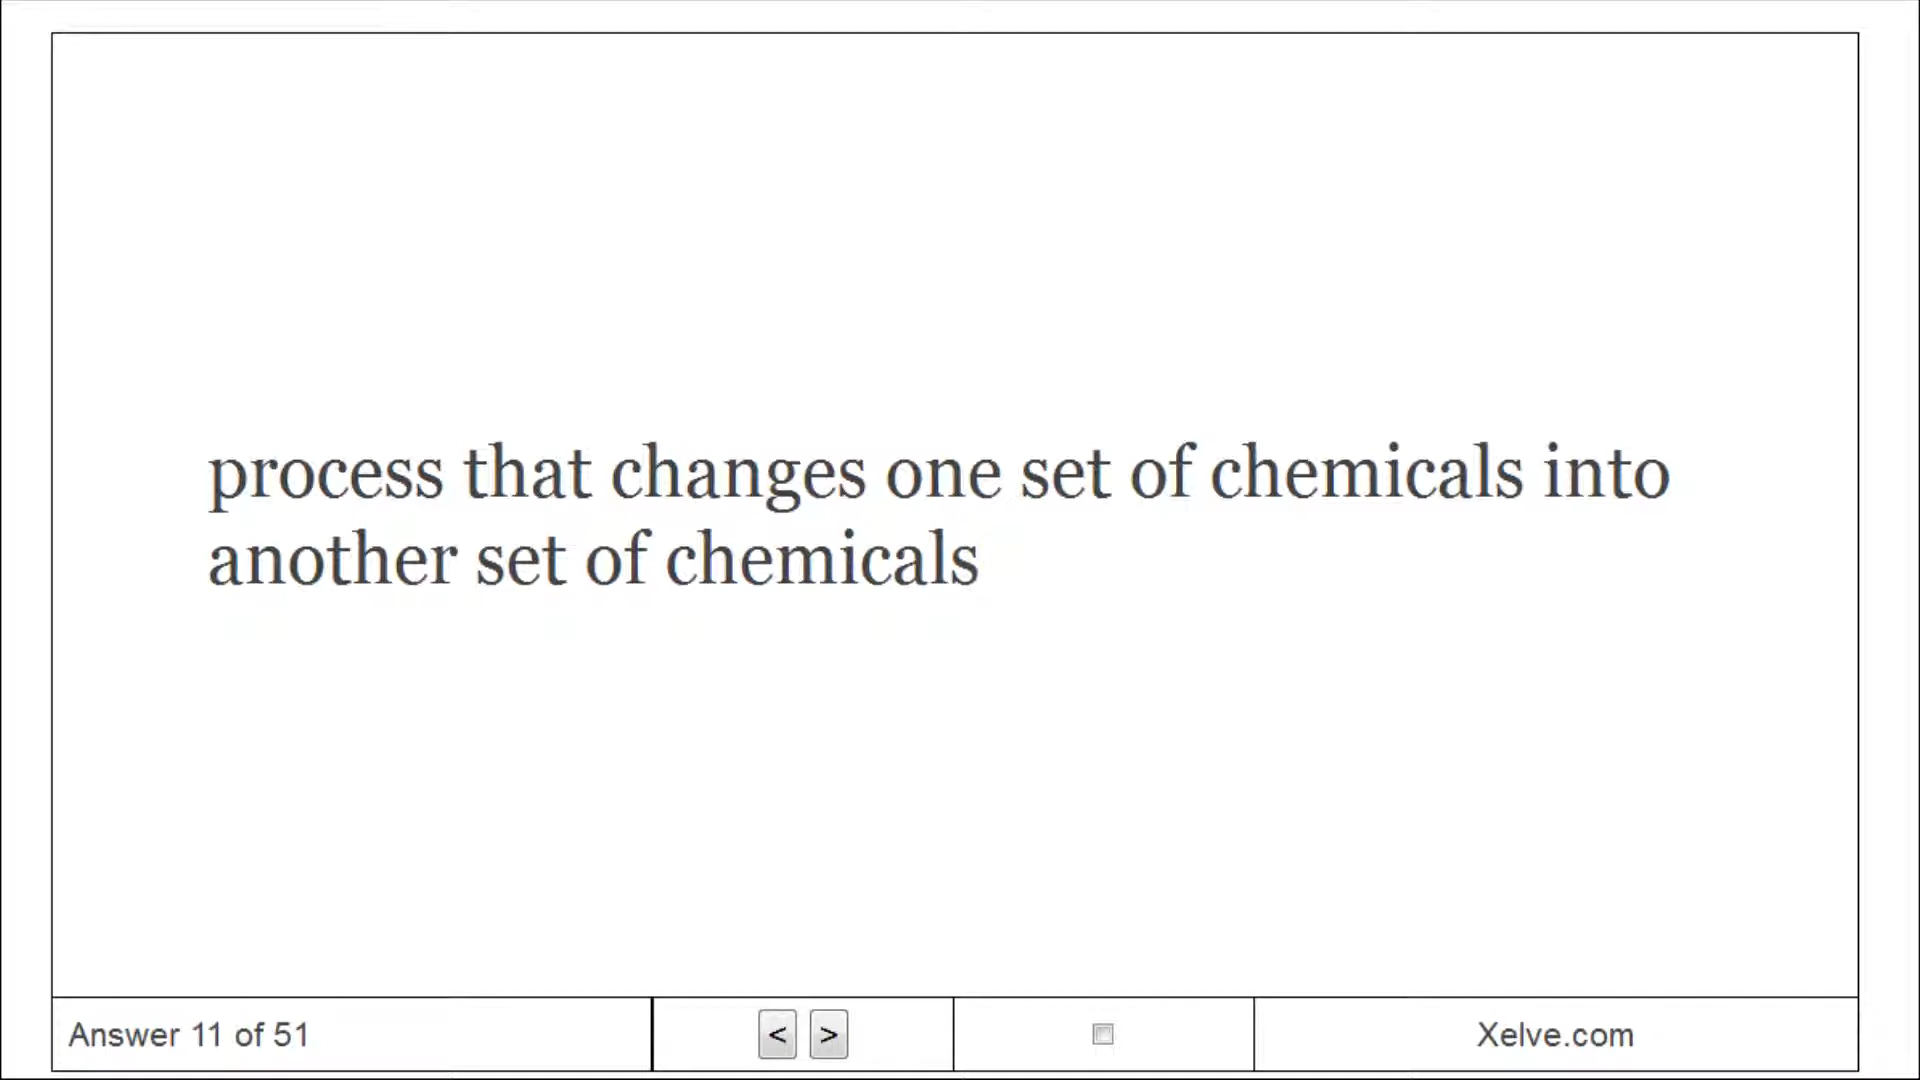 process that changes one set of chemicals into
another set of chemicals
Answer 11 of 51
< >
Xelve.com